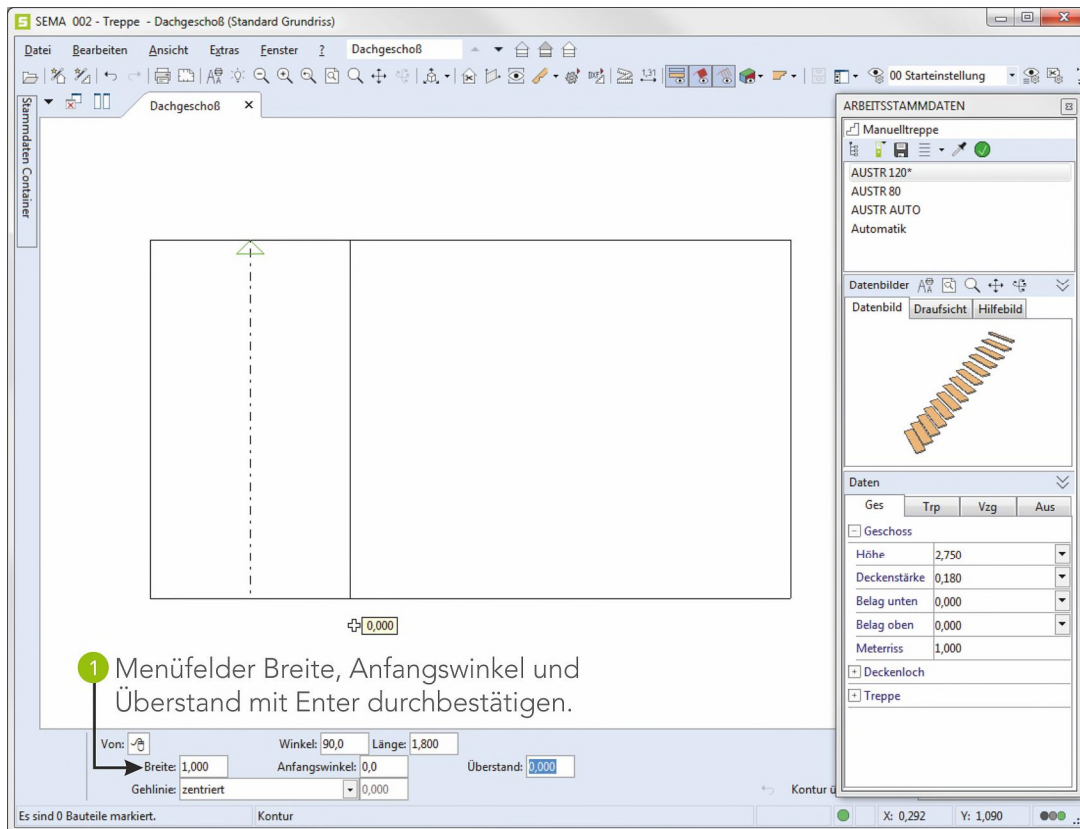 SEMA 002 - Treppe - Dachgeschoß (Standard Grundriss)
Datei Bearbeiten Ansicht Extras Fenster ? Dachgeschoß
00 Starteinstellung
Dachgeschoß
Stammdaten Container
ARBEITSSTAMMDATEN
Manuelltreppe
AUSTR 120*
AUSTR 80
AUSTR AUTO
Automatik
Datenbilder
Datenbild Draufsicht Hilfebild
Daten
Ges Trp Vzg Aus
Geschoss
Höhe 2,750
Deckenstärke 0,180
Belag unten 0,000
Belag oben 0,000
Meterriss 1,000
Deckenloch
Treppe
0,000
1 Menüfelder Breite, Anfangswinkel und
Überstand mit Enter durchbestätigen.
Von: Winkel: 90,0 Länge: 1,800
Breite: 1,000 Anfangswinkel: 0,0 Überstand: 0,000
Gehlinie: zentriert 0,000
Kontur ü
Es sind 0 Bauteile markiert. Kontur X: 0,292 Y: 1,090